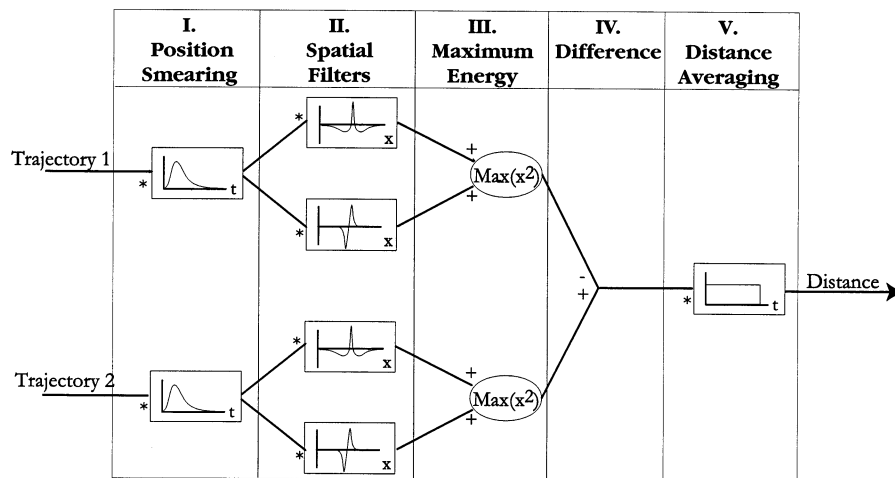 I.
Position
Smearing
II.
Spatial
Filters
III.
Maximum
Energy
IV.
Difference
V.
Distance
Averaging
Trajectory 1
*
t
*
x
*
x
+
+
Max(x²)
-
+
*
t
Distance
Trajectory 2
*
t
*
x
*
x
+
+
Max(x²)